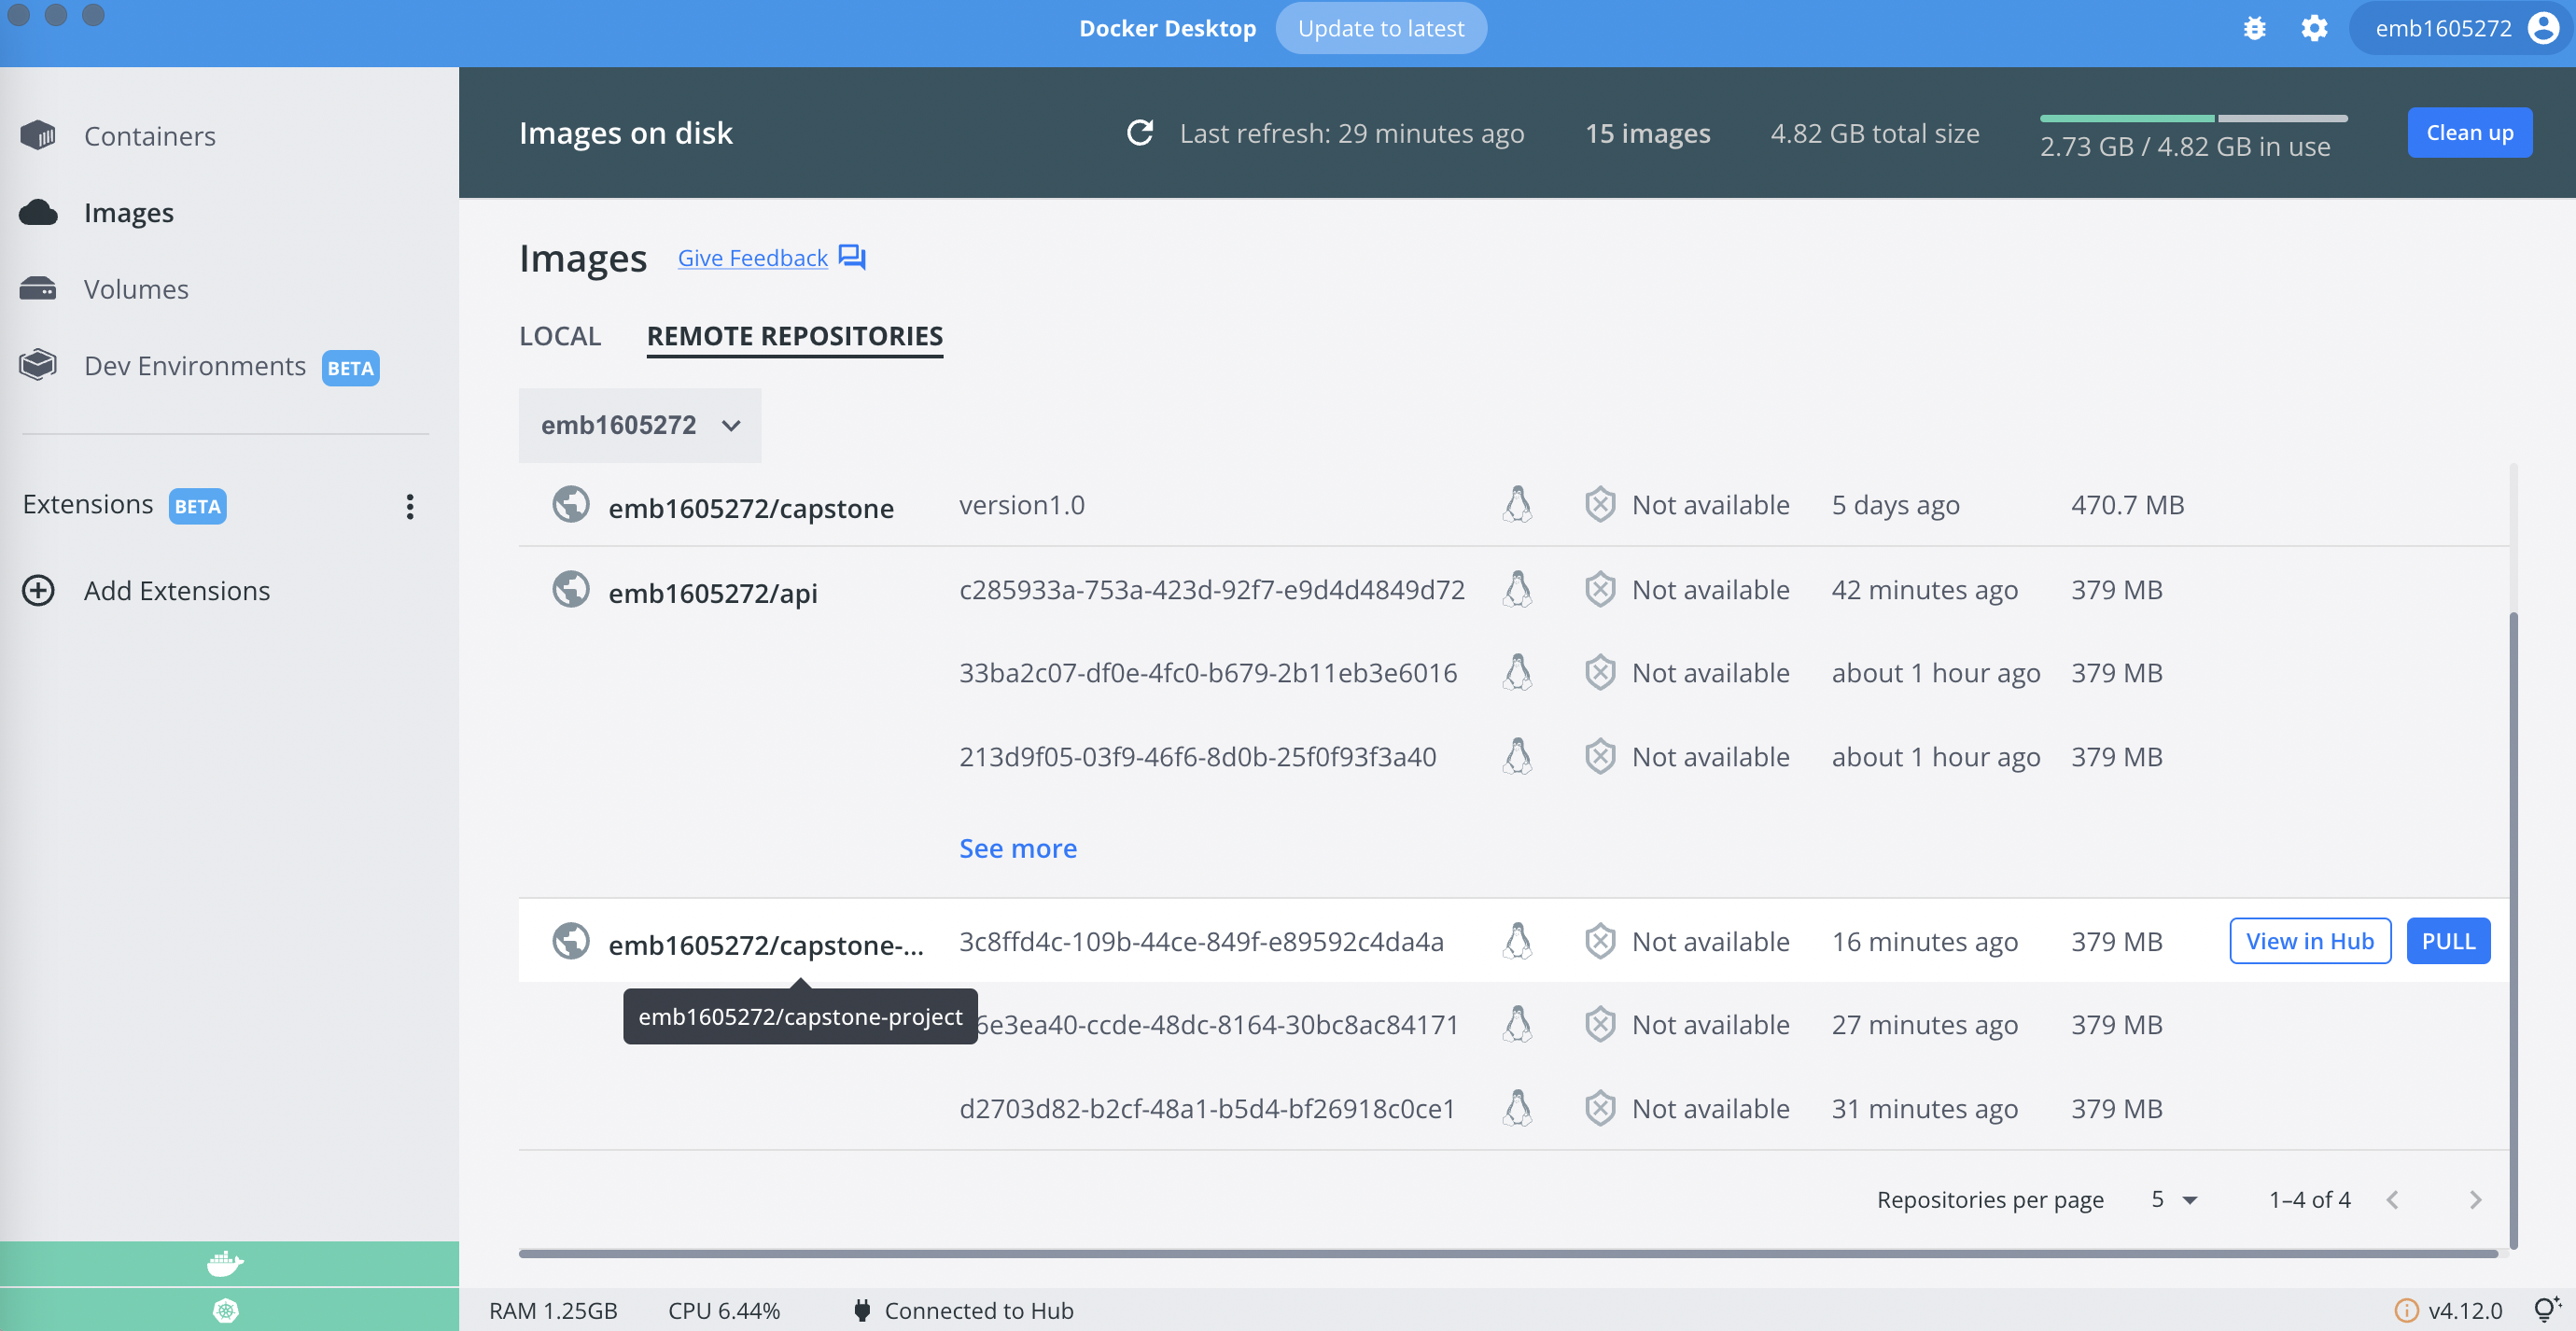 Docker Desktop Update to latest emb1605272
Containers
Images
Volumes
Dev Environments BETA
Extensions BETA
Add Extensions
Images on disk Last refresh: 29 minutes ago 15 images 4.82 GB total size 2.73 GB / 4.82 GB in use Clean up
Images Give Feedback
LOCAL REMOTE REPOSITORIES
emb1605272
emb1605272/capstone version1.0 Not available 5 days ago 470.7 MB
emb1605272/api c285933a-753a-423d-92f7-e9d4d4849d72 Not available 42 minutes ago 379 MB
33ba2c07-df0e-4fc0-b679-2b11eb3e6016 Not available about 1 hour ago 379 MB
213d9f05-03f9-46f6-8d0b-25f0f93f3a40 Not available about 1 hour ago 379 MB
See more
emb1605272/capstone-... 3c8ffd4c-109b-44ce-849f-e89592c4da4a Not available 16 minutes ago 379 MB View in Hub PULL
emb1605272/capstone-project 6e3ea40-ccde-48dc-8164-30bc8ac84171 Not available 27 minutes ago 379 MB
d2703d82-b2cf-48a1-b5d4-bf26918c0ce1 Not available 31 minutes ago 379 MB
Repositories per page 5 1–4 of 4
RAM 1.25GB CPU 6.44% Connected to Hub v4.12.0